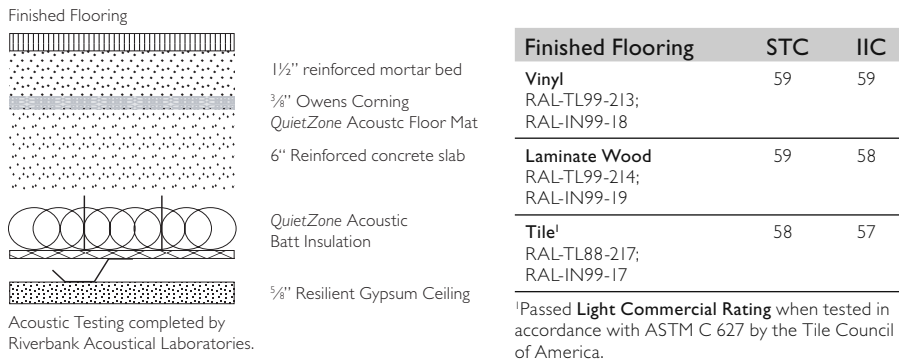 Finished Flooring
1½” reinforced mortar bed
⅜” Owens Corning
QuietZone Acoustc Floor Mat
6“ Reinforced concrete slab
QuietZone Acoustic
Batt Insulation
⅝” Resilient Gypsum Ceiling
Acoustic Testing completed by
Riverbank Acoustical Laboratories.
Finished Flooring STC IIC
Vinyl 59 59
RAL-TL99-213;
RAL-IN99-18
Laminate Wood 59 58
RAL-TL99-214;
RAL-IN99-19
Tile¹ 58 57
RAL-TL88-217;
RAL-IN99-17
¹Passed Light Commercial Rating when tested in
accordance with ASTM C 627 by the Tile Council
of America.